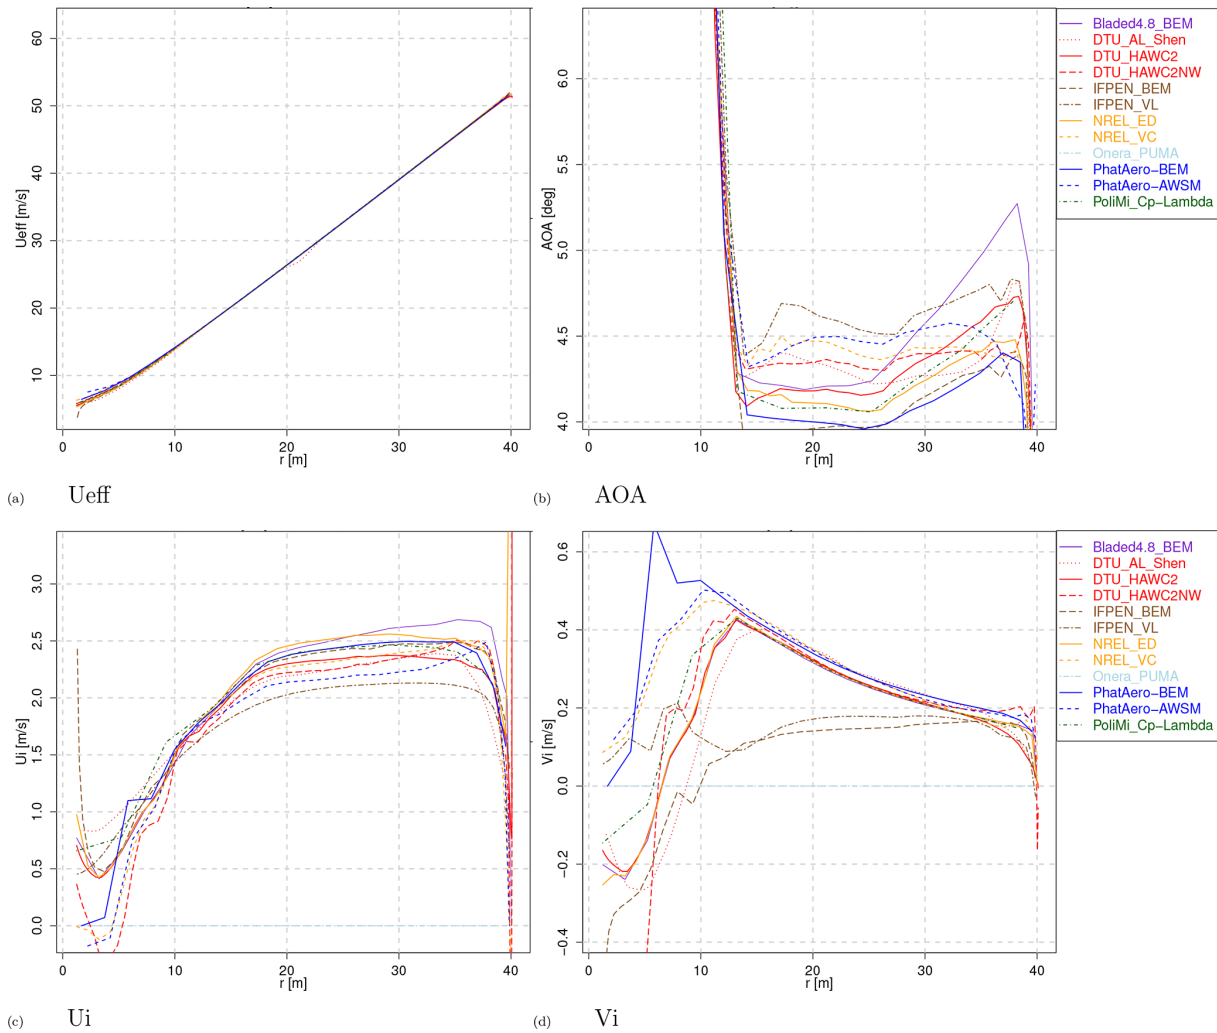 60
50
40
30
20
10
Ueff [m/s]
0
10
20
30
40
r [m]
(a) Ueff
6.0
5.5
5.0
4.5
4.0
AOA [deg]
0
10
20
30
40
r [m]
(b) AOA
Bladed4.8_BEM
DTU_AL_Shen
DTU_HAWC2
DTU_HAWC2NW
IFPEN_BEM
IFPEN_VL
NREL_ED
NREL_VC
Onera_PUMA
PhatAero-BEM
PhatAero-AWSM
PoliMi_Cp-Lambda
3.0
2.5
2.0
1.5
1.0
0.5
0.0
Ui [m/s]
0
10
20
30
40
r [m]
(c) Ui
0.6
0.4
0.2
0.0
−0.2
−0.4
Vi [m/s]
0
10
20
30
40
r [m]
(d) Vi
Bladed4.8_BEM
DTU_AL_Shen
DTU_HAWC2
DTU_HAWC2NW
IFPEN_BEM
IFPEN_VL
NREL_ED
NREL_VC
Onera_PUMA
PhatAero-BEM
PhatAero-AWSM
PoliMi_Cp-Lambda